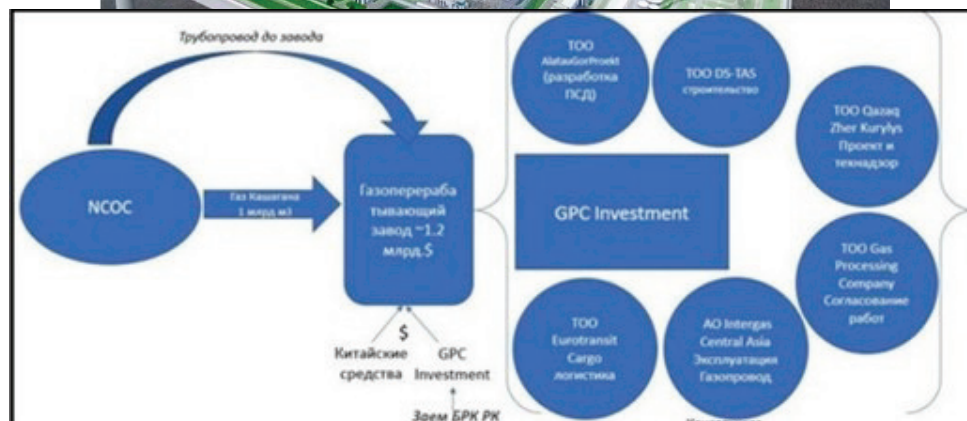 Трубопровод до завода
NCOC
Газ Кашагана
1 млрд м3
Газоперераба
тывающий
завод ~1.2
млрд.$
$
Китайские
средства
GPC
Investment
Заем БРК РК
ТОО
AlatauGorProekt
(разработка
ПСД)
ТОО DS-TAS
строительство
ТОО Qazaq
Zher Kurylys
Проект и
технадзор
GPC Investment
ТОО Gas
Processing
Company
Согласование
работ
ТОО
Eurotransit
Cargo
логистика
АО Intergas
Central Asia
Эксплуатация
Газопровод